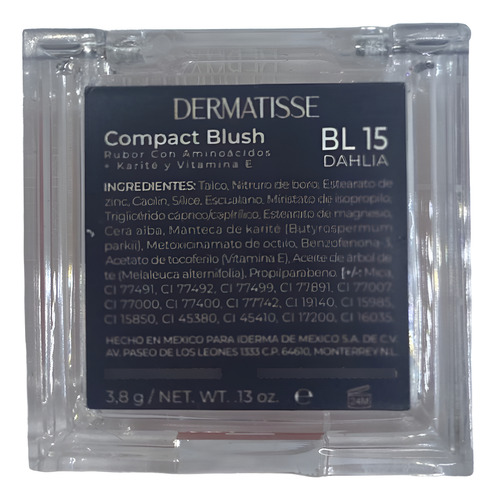 DERMATISSE
Compact Blush
BL 15
Rubor Con Aminoácidos
DAHLIA
+ Karité y Vitamina E
INGREDIENTES: Talco, Nitruro de boro, Estearato de
zinc, Caolín, Sílice, Escualano, Miristato de isopropilo,
Triglicérido cáprico/caprílico, Estearato de magnesio,
Cera alba, Manteca de karité (Butyrospermum
parkii), Metoxicinamato de octilo, Benzofenona-3,
Acetato de tocoferilo (Vitamina E), Aceite de árbol de
te (Melaleuca alternifolia), Propilparabeno. [+/-: Mica,
CI 77491, CI 77492, CI 77499, CI 77891, CI 77007,
CI 77000, CI 77400, CI 77742, CI 19140, CI 15985,
CI 15850, CI 45380, CI 45410, CI 17200, CI 16035.
HECHO EN MEXICO PARA IDERMA DE MEXICO S.A. DE C.V.
AV. PASEO DE LOS LEONES 1333 C.P. 64610, MONTERREY N.L.
3,8 g / NET. WT. .13 oz. ℮
24M